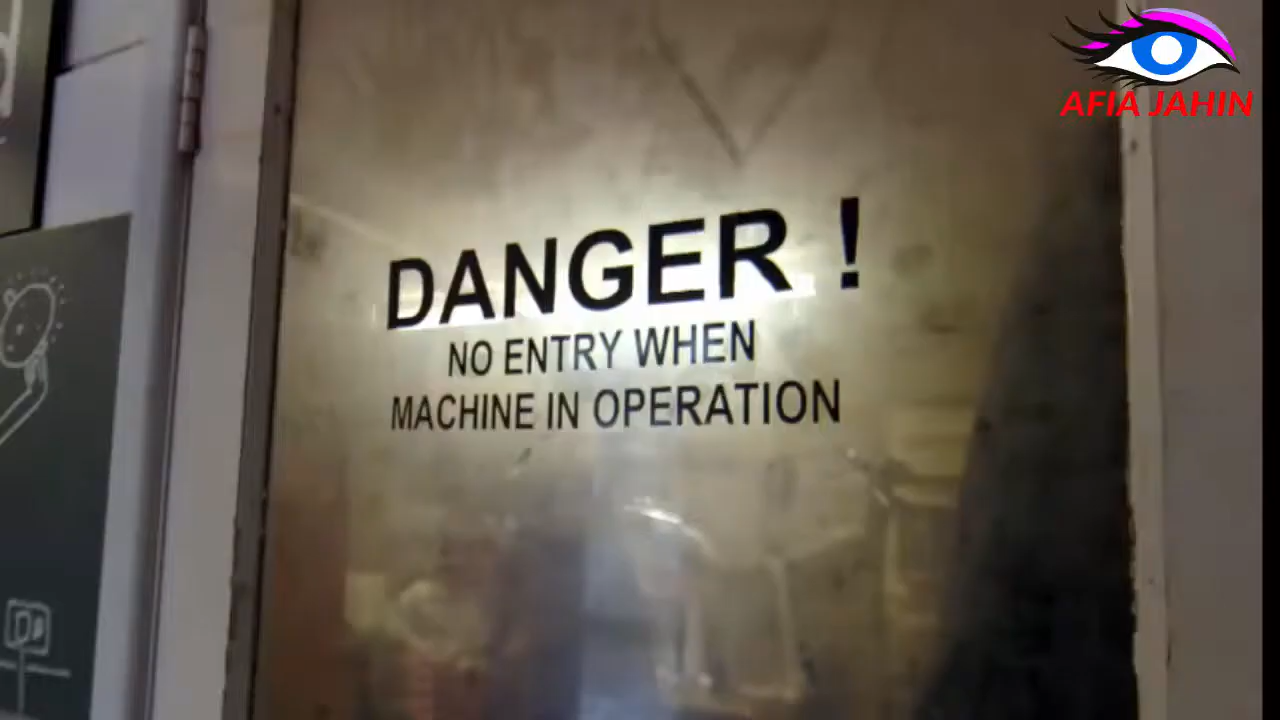 AFIA JAHIN
DANGER !
NO ENTRY WHEN
MACHINE IN OPERATION